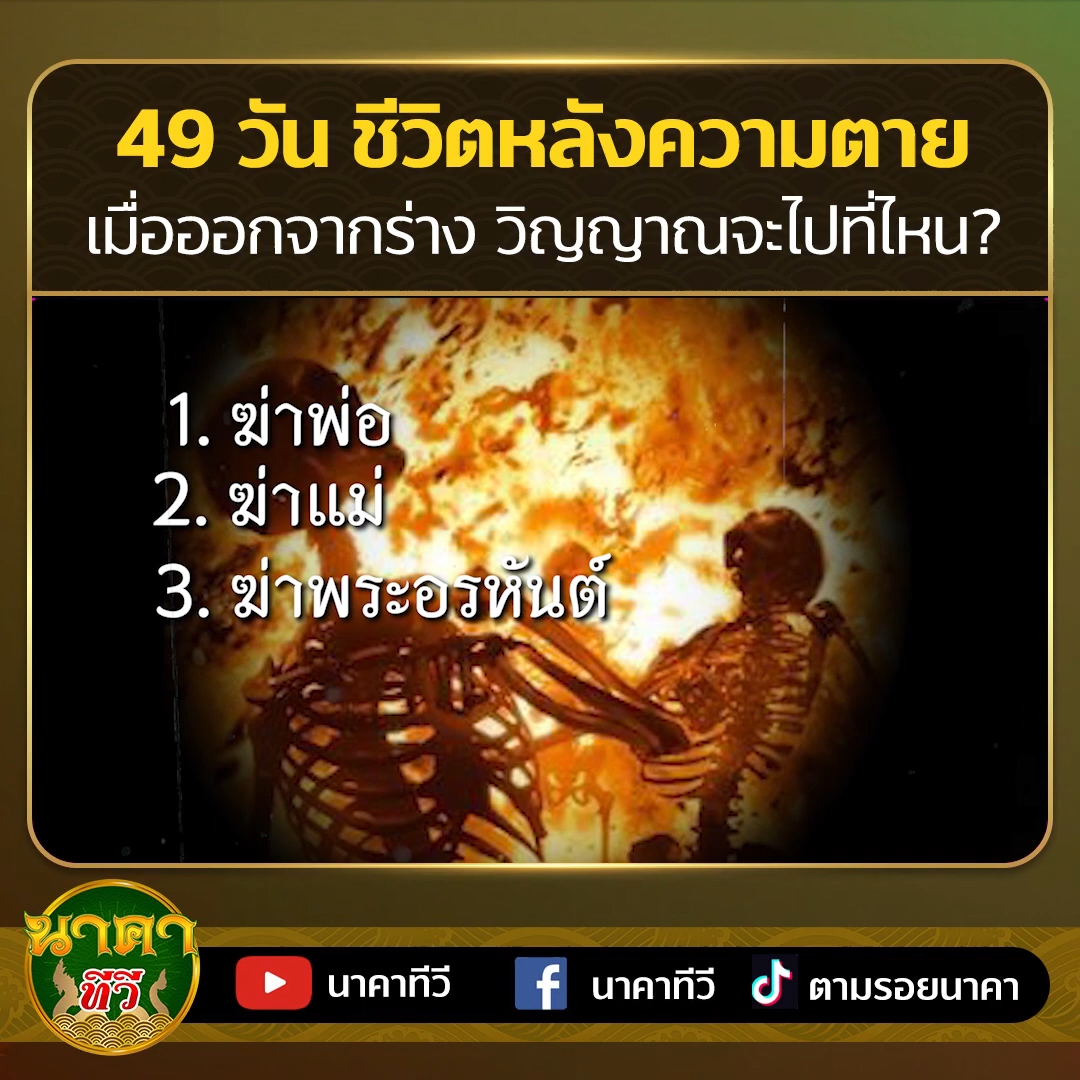 49 วัน ชีวิตหลังความตาย
เมื่อออกจากร่าง วิญญาณจะไปที่ไหน?
1. ฆ่าพ่อ
2. ฆ่าแม่
3. ฆ่าพระอรหันต์
นาคา
ทีวี
นาคาทีวี
นาคาทีวี
ตามรอยนาคา